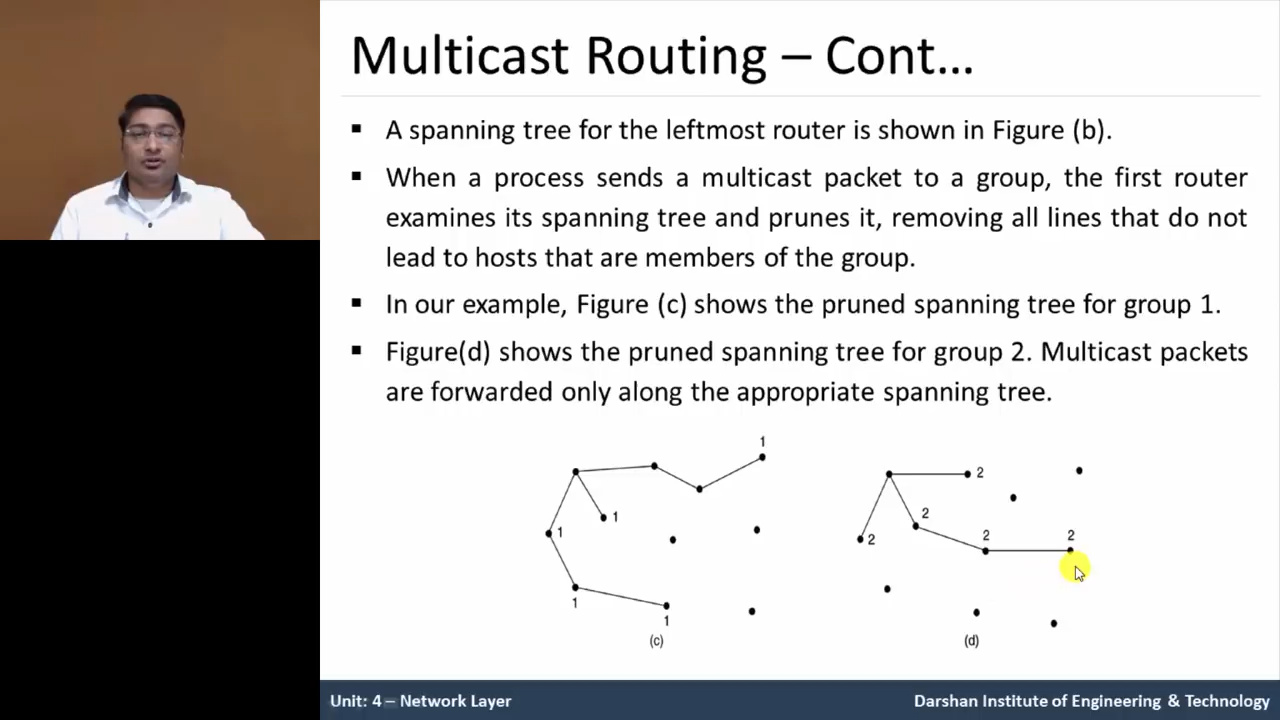 Multicast Routing – Cont…
▪ A spanning tree for the leftmost router is shown in Figure (b).
▪ When a process sends a multicast packet to a group, the first router
examines its spanning tree and prunes it, removing all lines that do not
lead to hosts that are members of the group.
▪ In our example, Figure (c) shows the pruned spanning tree for group 1.
▪ Figure(d) shows the pruned spanning tree for group 2. Multicast packets
are forwarded only along the appropriate spanning tree.
1
1
1
1
1
(c)
2
2
2
2
2
(d)
Unit: 4 – Network Layer
Darshan Institute of Engineering & Technology